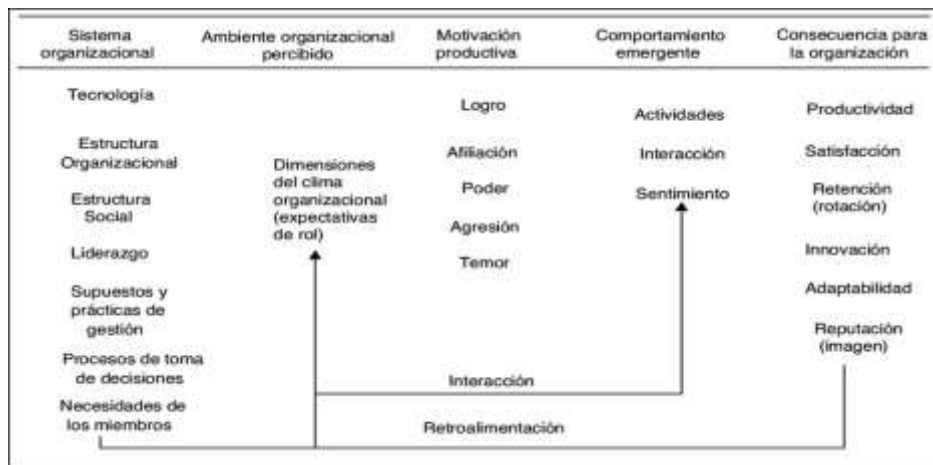 Sistema
organizacional
Ambiente organizacional
percibido
Motivación
productiva
Comportamiento
emergente
Consecuencia para
la organización
Tecnología
Estructura
Organizacional
Estructura
Social
Liderazgo
Supuestos y
prácticas de
gestión
Procesos de toma
de decisiones
Necesidades de
los miembros
Dimensiones
del clima
organizacional
(expectativas
de rol)
Logro
Afiliación
Poder
Agresión
Temor
Actividades
Interacción
Sentimiento
Productividad
Satisfacción
Retención
(rotación)
Innovación
Adaptabilidad
Reputación
(imagen)
Interacción
Retroalimentación